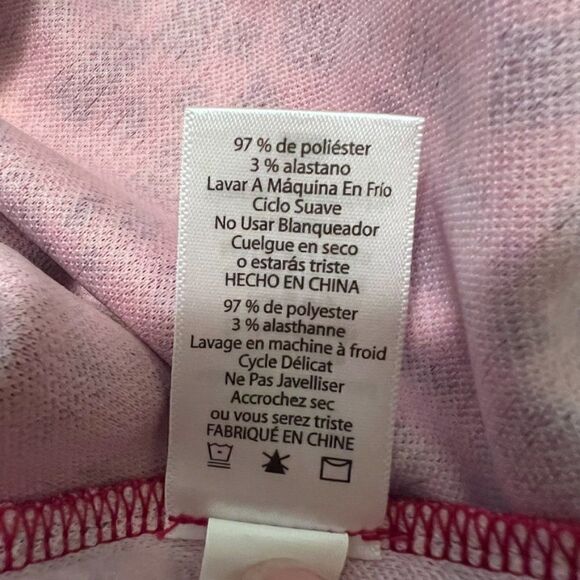 97 % de poliéster
3 % alastano
Lavar A Máquina En Frío
Ciclo Suave
No Usar Blanqueador
Cuelgue en seco
o estarás triste
HECHO EN CHINA
97 % de polyester
3 % alasthanne
Lavage en machine à froid
Cycle Délicat
Ne Pas Javelliser
Accrochez sec
ou vous serez triste
FABRIQUÉ EN CHINE